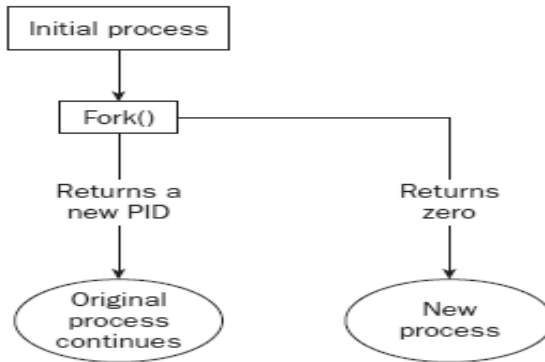 Initial process
Fork()
Returns a
new PID
Returns
zero
Original
process
continues
New
process